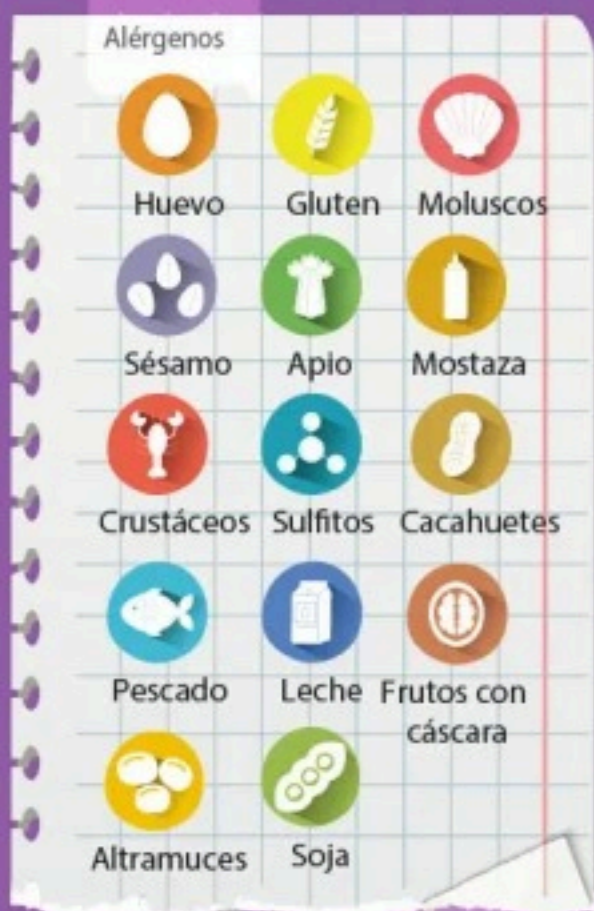 Alérgenos
Huevo Gluten Moluscos
Sésamo Apio Mostaza
Crustáceos Sulfitos Cacahuetes
Pescado Leche Frutos con
cáscara
Altramuces Soja